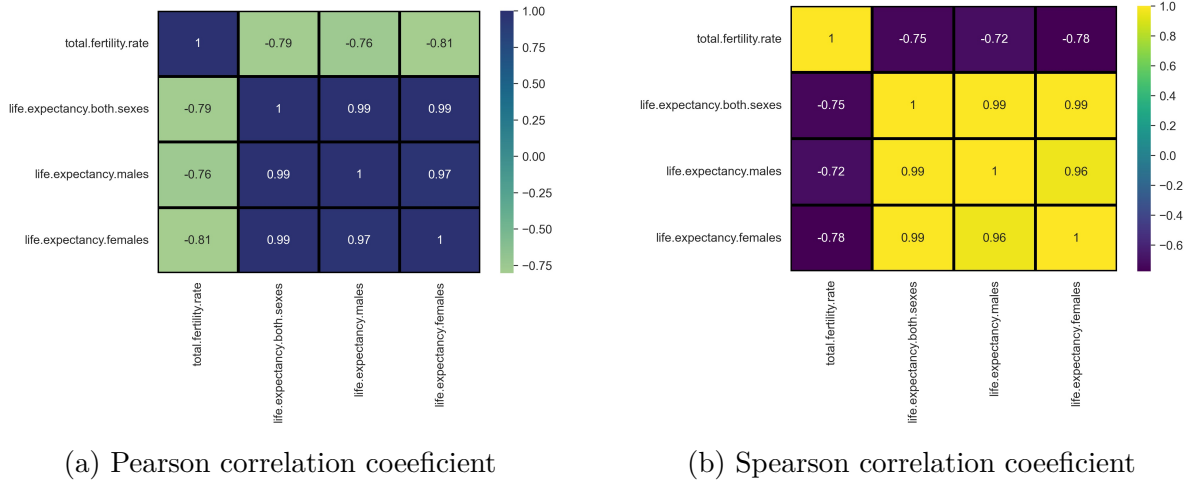 total.fertility.rate 1 -0.79 -0.76 -0.81
life.expectancy.both.sexes -0.79 1 0.99 0.99
life.expectancy.males -0.76 0.99 1 0.97
life.expectancy.females -0.81 0.99 0.97 1
total.fertility.rate
life.expectancy.both.sexes
life.expectancy.males
life.expectancy.females
1.00
0.75
0.50
0.25
0.00
−0.25
−0.50
−0.75
(a) Pearson correlation coeeficient
total.fertility.rate 1 -0.75 -0.72 -0.78
life.expectancy.both.sexes -0.75 1 0.99 0.99
life.expectancy.males -0.72 0.99 1 0.96
life.expectancy.females -0.78 0.99 0.96 1
total.fertility.rate
life.expectancy.both.sexes
life.expectancy.males
life.expectancy.females
1.0
0.8
0.6
0.4
0.2
0.0
−0.2
−0.4
−0.6
(b) Spearson correlation coeeficient